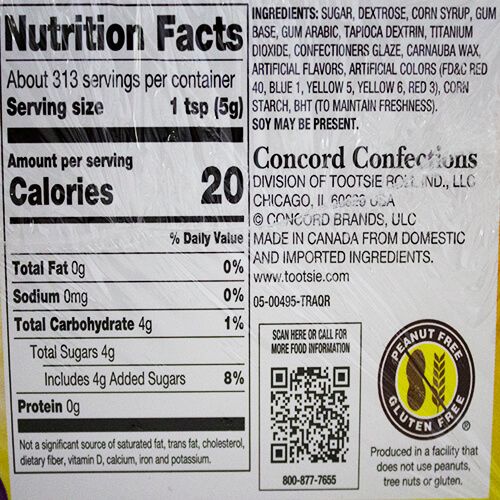 Nutrition Facts
About 313 servings per container
Serving size 1 tsp (5g)
Amount per serving
Calories 20
% Daily Value
Total Fat 0g 0%
Sodium 0mg 0%
Total Carbohydrate 4g 1%
Total Sugars 4g
Includes 4g Added Sugars 8%
Protein 0g
Not a significant source of saturated fat, trans fat, cholesterol,
dietary fiber, vitamin D, calcium, iron and potassium.
INGREDIENTS: SUGAR, DEXTROSE, CORN SYRUP, GUM
BASE, GUM ARABIC, TAPIOCA DEXTRIN, TITANIUM
DIOXIDE, CONFECTIONERS GLAZE, CARNAUBA WAX,
ARTIFICIAL FLAVORS, ARTIFICIAL COLORS (FD&C RED
40, BLUE 1, YELLOW 5, YELLOW 6, RED 3), CORN
STARCH, BHT (TO MAINTAIN FRESHNESS).
SOY MAY BE PRESENT.
Concord Confections
DIVISION OF TOOTSIE ROLL IND., LLC
CHICAGO, IL USA
© CONCORD BRANDS, ULC
MADE IN CANADA FROM DOMESTIC
AND IMPORTED INGREDIENTS.
www.tootsie.com
05-00495-TRAQR
SCAN HERE OR CALL FOR
MORE FOOD INFORMATION
800-877-7655
PEANUT FREE
GLUTEN FREE
®
Produced in a facility that
does not use peanuts,
tree nuts or gluten.